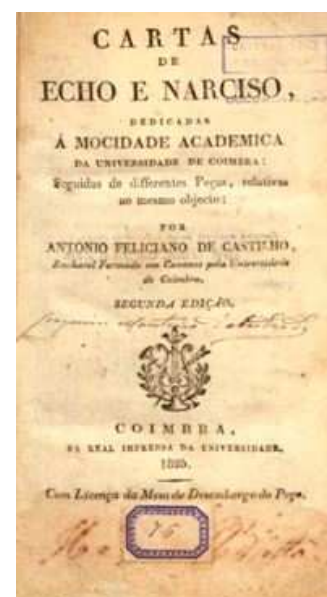 CARTAS
DE
ECHO E NARCISO,
DEDICADAS
Á MOCIDADE ACADEMICA
DA UNIVERSIDADE DE COIMBRA:
Seguidas de differentes Peças, relativas
ao mesmo objecto:
POR
ANTONIO FELICIANO DE CASTILHO,
Bacharel Formado em Canones pela Universidade
de Coimbra.
SEGUNDA EDIÇÃO.
COIMBRA,
NA REAL IMPRENSA DA UNIVERSIDADE,
1825.
Com Licença da Meza do Desembargo do Paço.
76